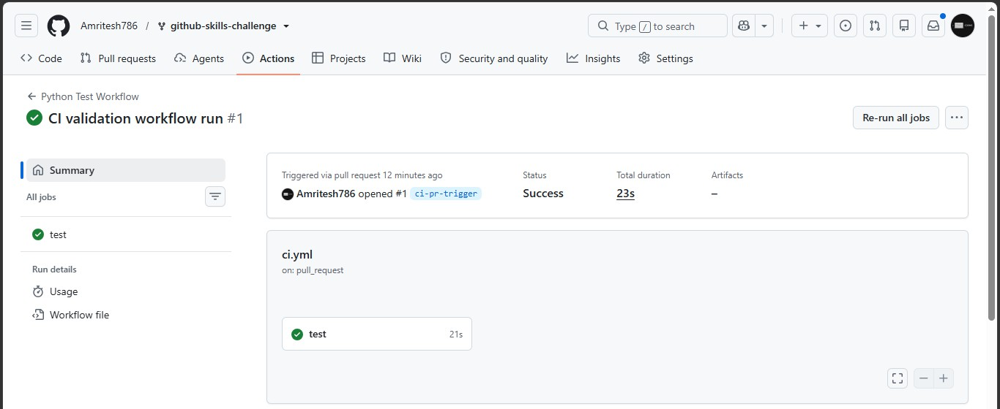 Amritesh786 / github-skills-challenge
Type / to search
Code Pull requests Agents Actions Projects Wiki Security and quality Insights Settings
Python Test Workflow
CI validation workflow run #1
Re-run all jobs
Summary
All jobs
test
Run details
Usage
Workflow file
Triggered via pull request 12 minutes ago
Amritesh786 opened #1 ci-pr-trigger
Status
Success
Total duration
23s
Artifacts
–
ci.yml
on: pull_request
test 21s